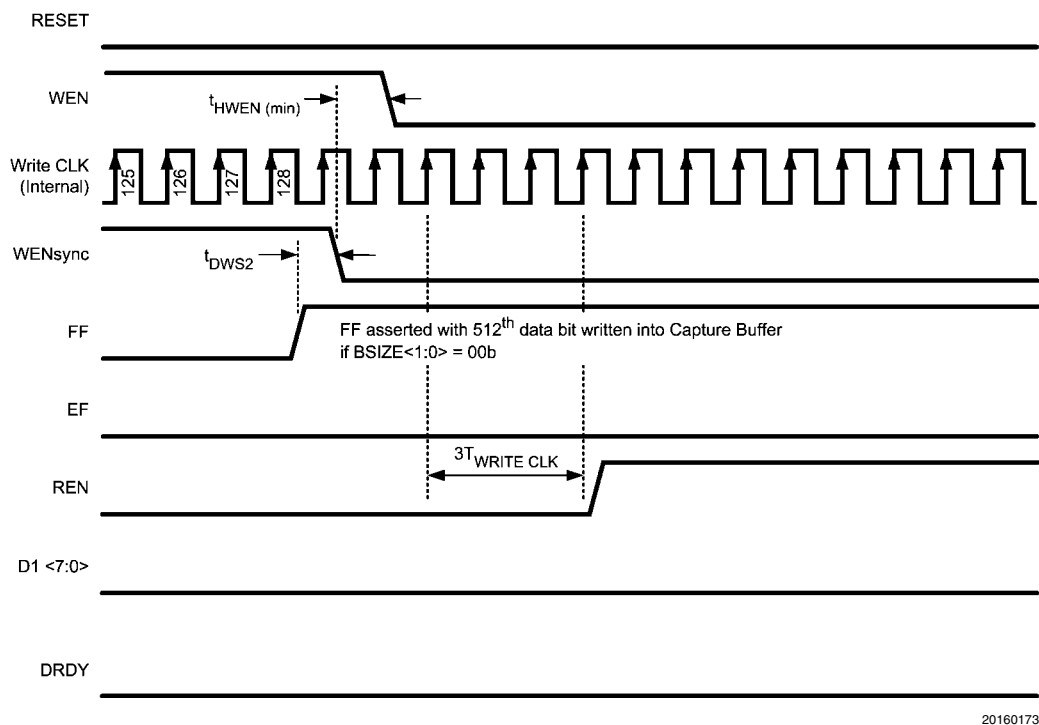 RESET
WEN
tHWEN (min)
Write CLK
(Internal)
125
126
127
128
WENsync
tDWS2
FF
FF asserted with 512th data bit written into Capture Buffer
if BSIZE<1:0> = 00b
EF
3TWRITE CLK
REN
D1 <7:0>
DRDY
20160173